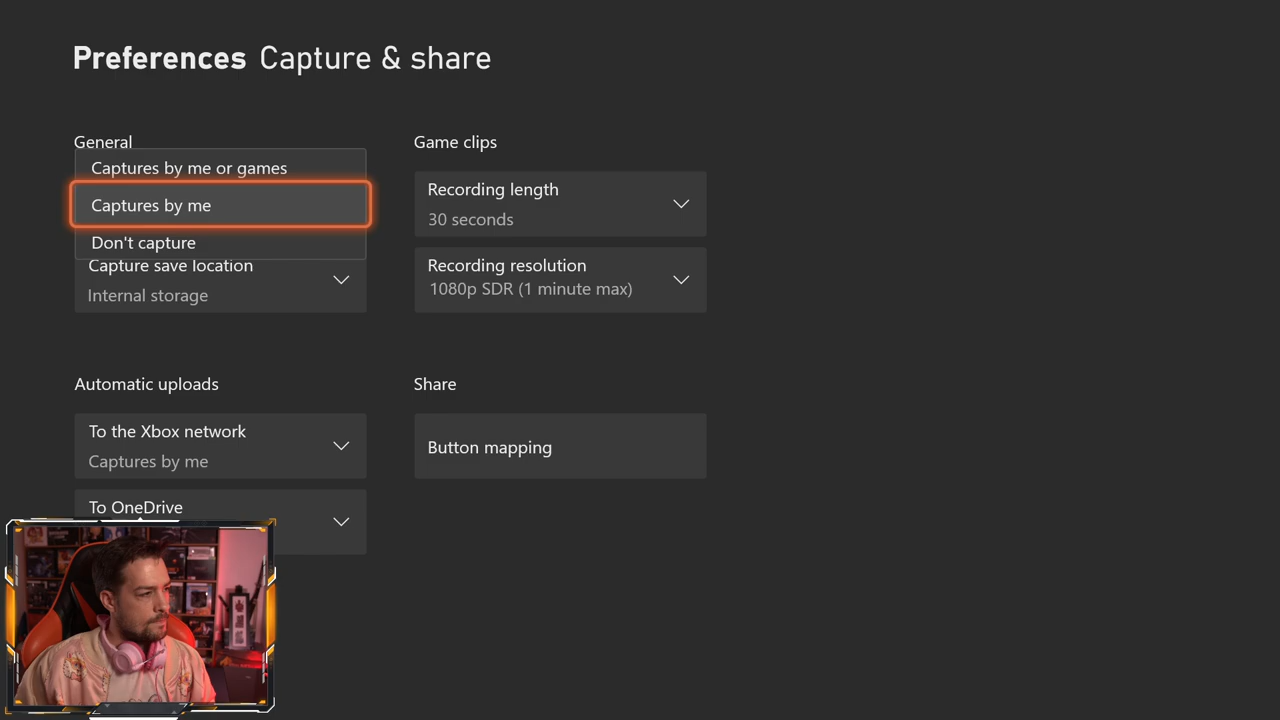 Preferences Capture & share
General
Captures by me or games
Captures by me
Don't capture
Capture save location
Internal storage
Game clips
Recording length
30 seconds
Recording resolution
1080p SDR (1 minute max)
Automatic uploads
To the Xbox network
Captures by me
To OneDrive
Share
Button mapping